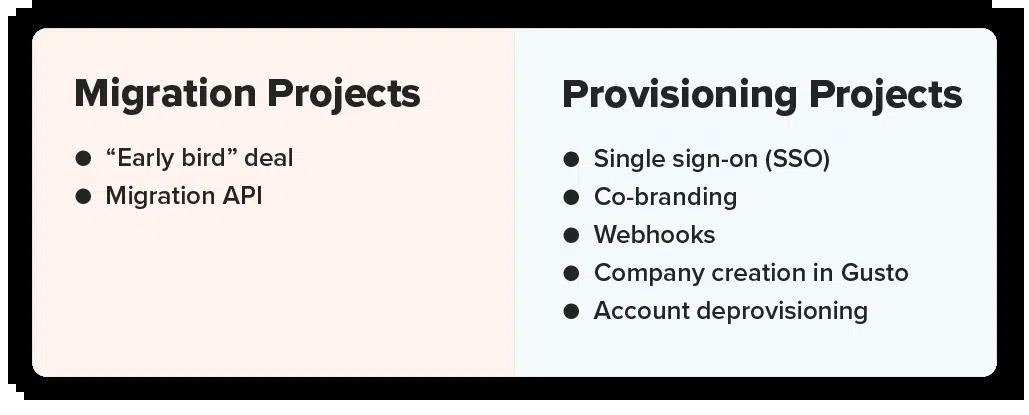 Migration Projects
● “Early bird” deal
● Migration API
Provisioning Projects
● Single sign-on (SSO)
● Co-branding
● Webhooks
● Company creation in Gusto
● Account deprovisioning